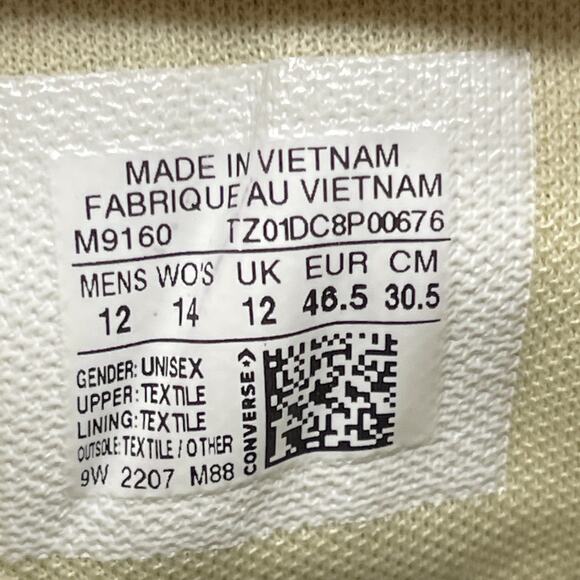 MADE IN VIETNAM
FABRIQUE AU VIETNAM
M9160 TZ01DC8P00676
MENS WO'S UK EUR CM
12 14 12 46.5 30.5
GENDER: UNISEX
UPPER: TEXTILE
LINING: TEXTILE
OUTSOLE: TEXTILE / OTHER
9W 2207 M88
CONVERSE